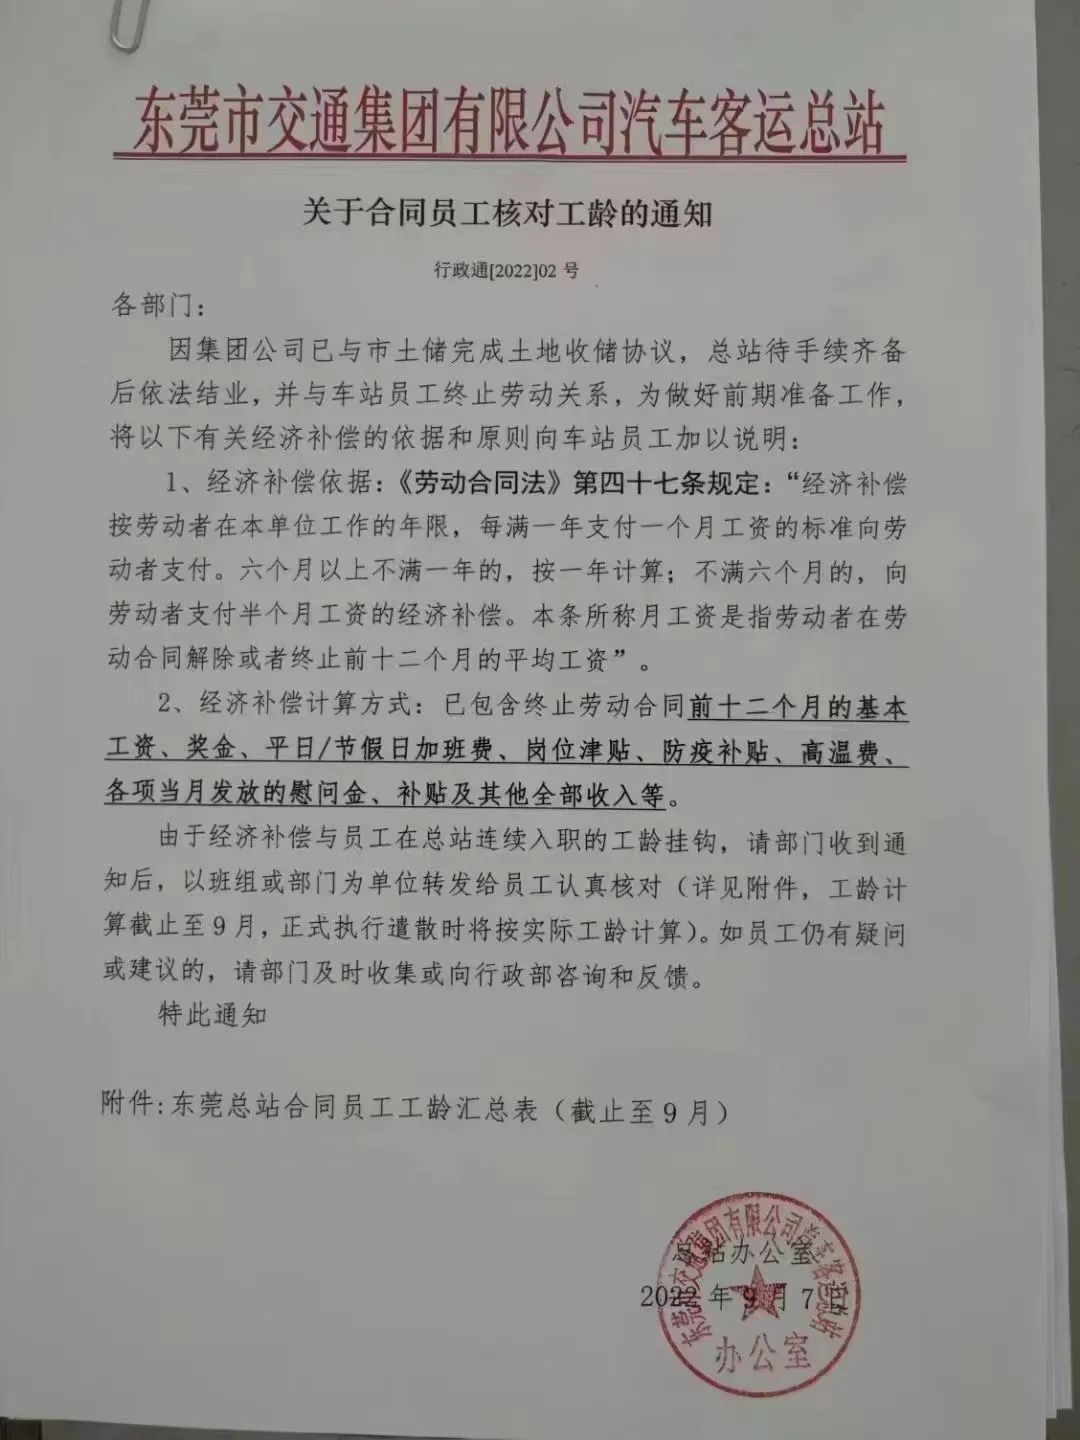 东莞市交通集团有限公司汽车客运总站
关于合同员工核对工龄的通知
行政通[2022]02 号
各部门：
因集团公司已与市土储完成土地收储协议，总站待手续齐备
后依法结业，并与车站员工终止劳动关系，为做好前期准备工作，
将以下有关经济补偿的依据和原则向车站员工加以说明：
1、经济补偿依据：《劳动合同法》第四十七条规定：“经济补偿
按劳动者在本单位工作的年限，每满一年支付一个月工资的标准向劳
动者支付。六个月以上不满一年的，按一年计算；不满六个月的，向
劳动者支付半个月工资的经济补偿。本条所称月工资是指劳动者在劳
动合同解除或者终止前十二个月的平均工资”。
2、经济补偿计算方式：已包含终止劳动合同前十二个月的基本
工资、奖金、平日/节假日加班费、岗位津贴、防疫补贴、高温费、
各项当月发放的慰问金、补贴及其他全部收入等。
由于经济补偿与员工在总站连续入职的工龄挂钩，请部门收到通
知后，以班组或部门为单位转发给员工认真核对（详见附件，工龄计
算截止至9月，正式执行遣散时将按实际工龄计算）。如员工仍有疑问
或建议的，请部门及时收集或向行政部咨询和反馈。
特此通知
附件：东莞总站合同员工工龄汇总表（截止至9月）
总站办公室
2022年9月7日
东莞市交通集团有限公司汽车客运总站
办公室